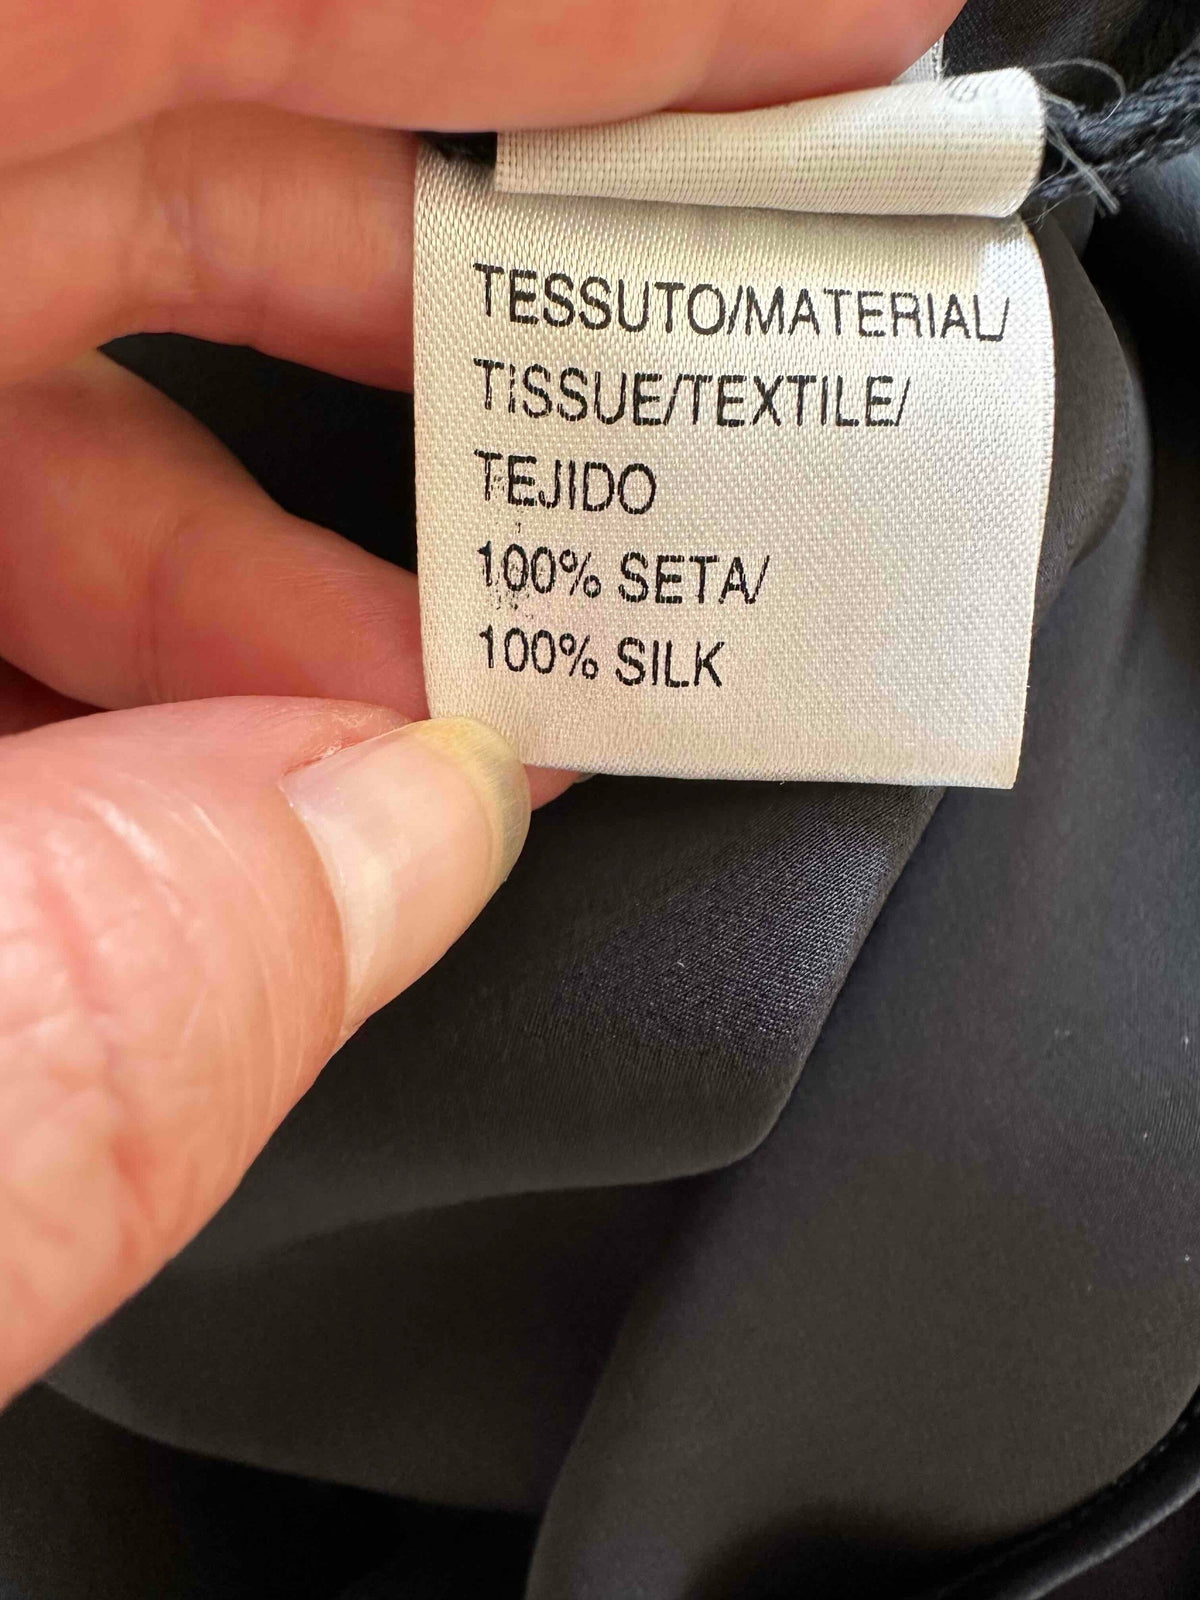 TESSUTO/MATERIAL/
TISSUE/TEXTILE/
TEJIDO
100% SETA/
100% SILK